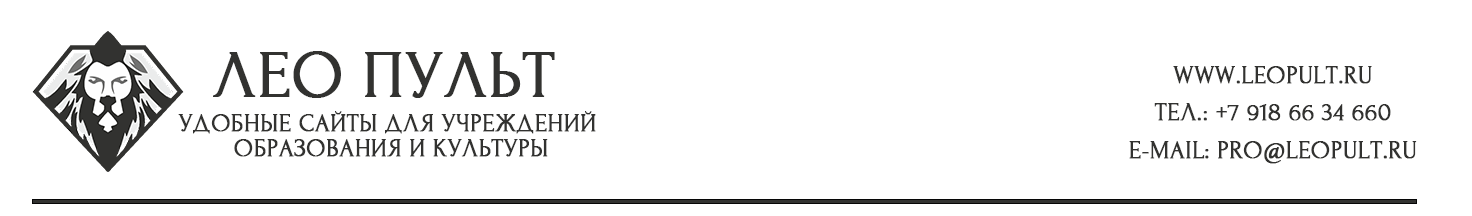 ЛЕО ПУЛЬТ
УДОБНЫЕ САЙТЫ ДЛЯ УЧРЕЖДЕНИЙ
ОБРАЗОВАНИЯ И КУЛЬТУРЫ
WWW.LEOPULT.RU
ТЕЛ.: +7 918 66 34 660
E-MAIL: PRO@LEOPULT.RU